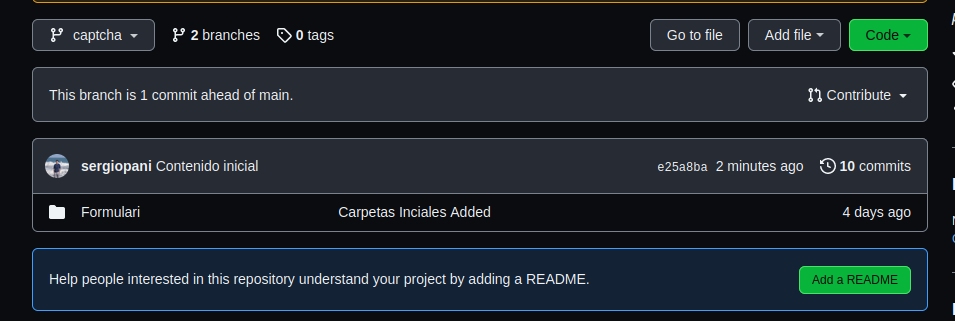 captcha 2 branches 0 tags Go to file Add file Code
This branch is 1 commit ahead of main. Contribute
sergiopani Contenido inicial e25a8ba 2 minutes ago 10 commits
Formulari Carpetas Inciales Added 4 days ago
Help people interested in this repository understand your project by adding a README. Add a README